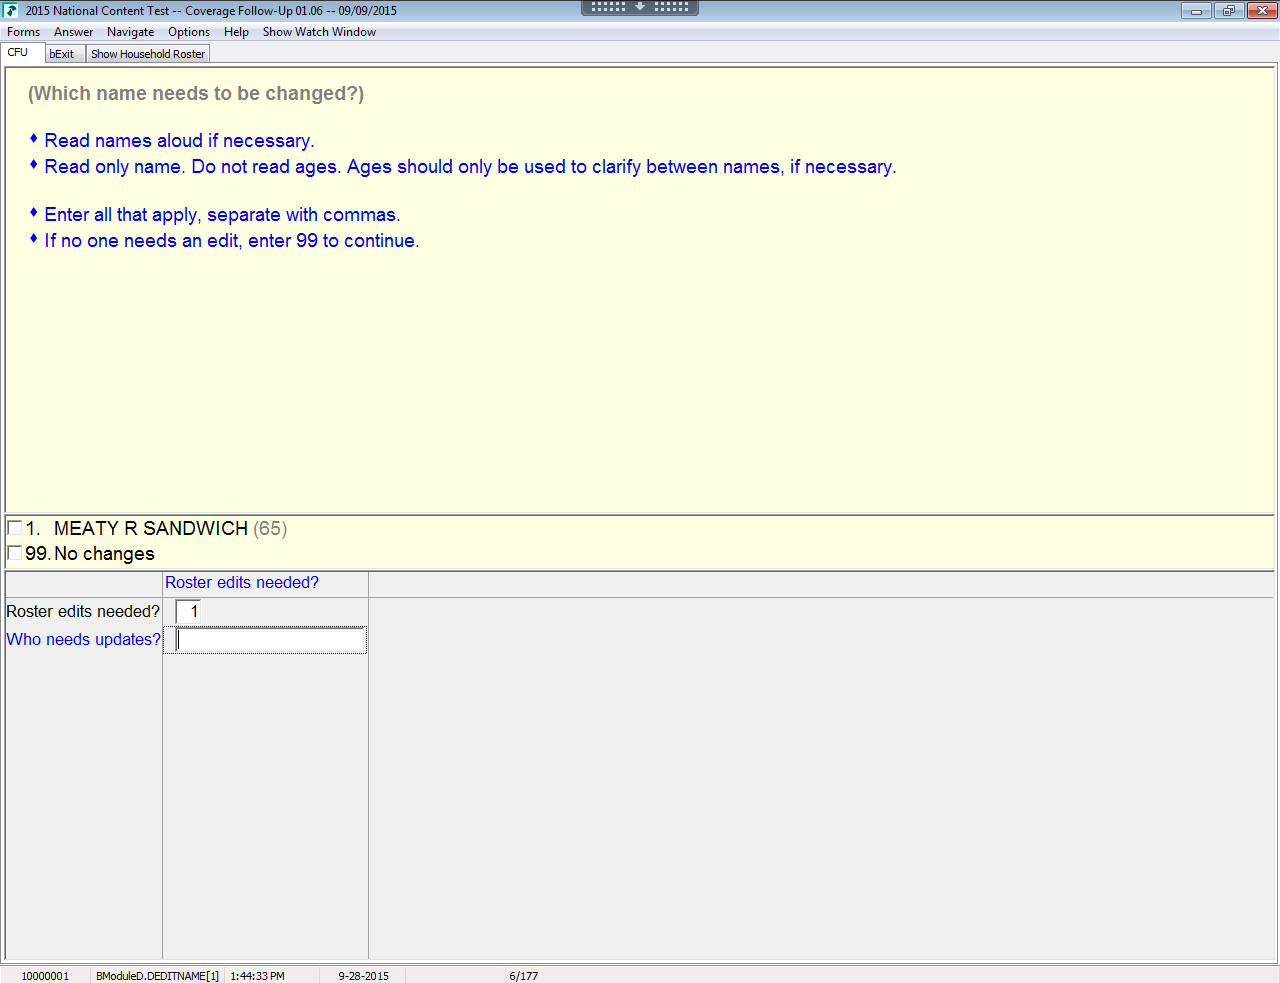 2015 National Content Test -- Coverage Follow-Up 01.06 -- 09/09/2015
Forms Answer Navigate Options Help Show Watch Window
CFU bExit Show Household Roster
(Which name needs to be changed?)
Read names aloud if necessary.
Read only name. Do not read ages. Ages should only be used to clarify between names, if necessary.
Enter all that apply, separate with commas.
If no one needs an edit, enter 99 to continue.
1. MEATY R SANDWICH (65)
99. No changes
Roster edits needed?
Roster edits needed? 1
Who needs updates?
10000001 BModuleD.DEDITNAME[1] 1:44:33 PM 9-28-2015 6/177